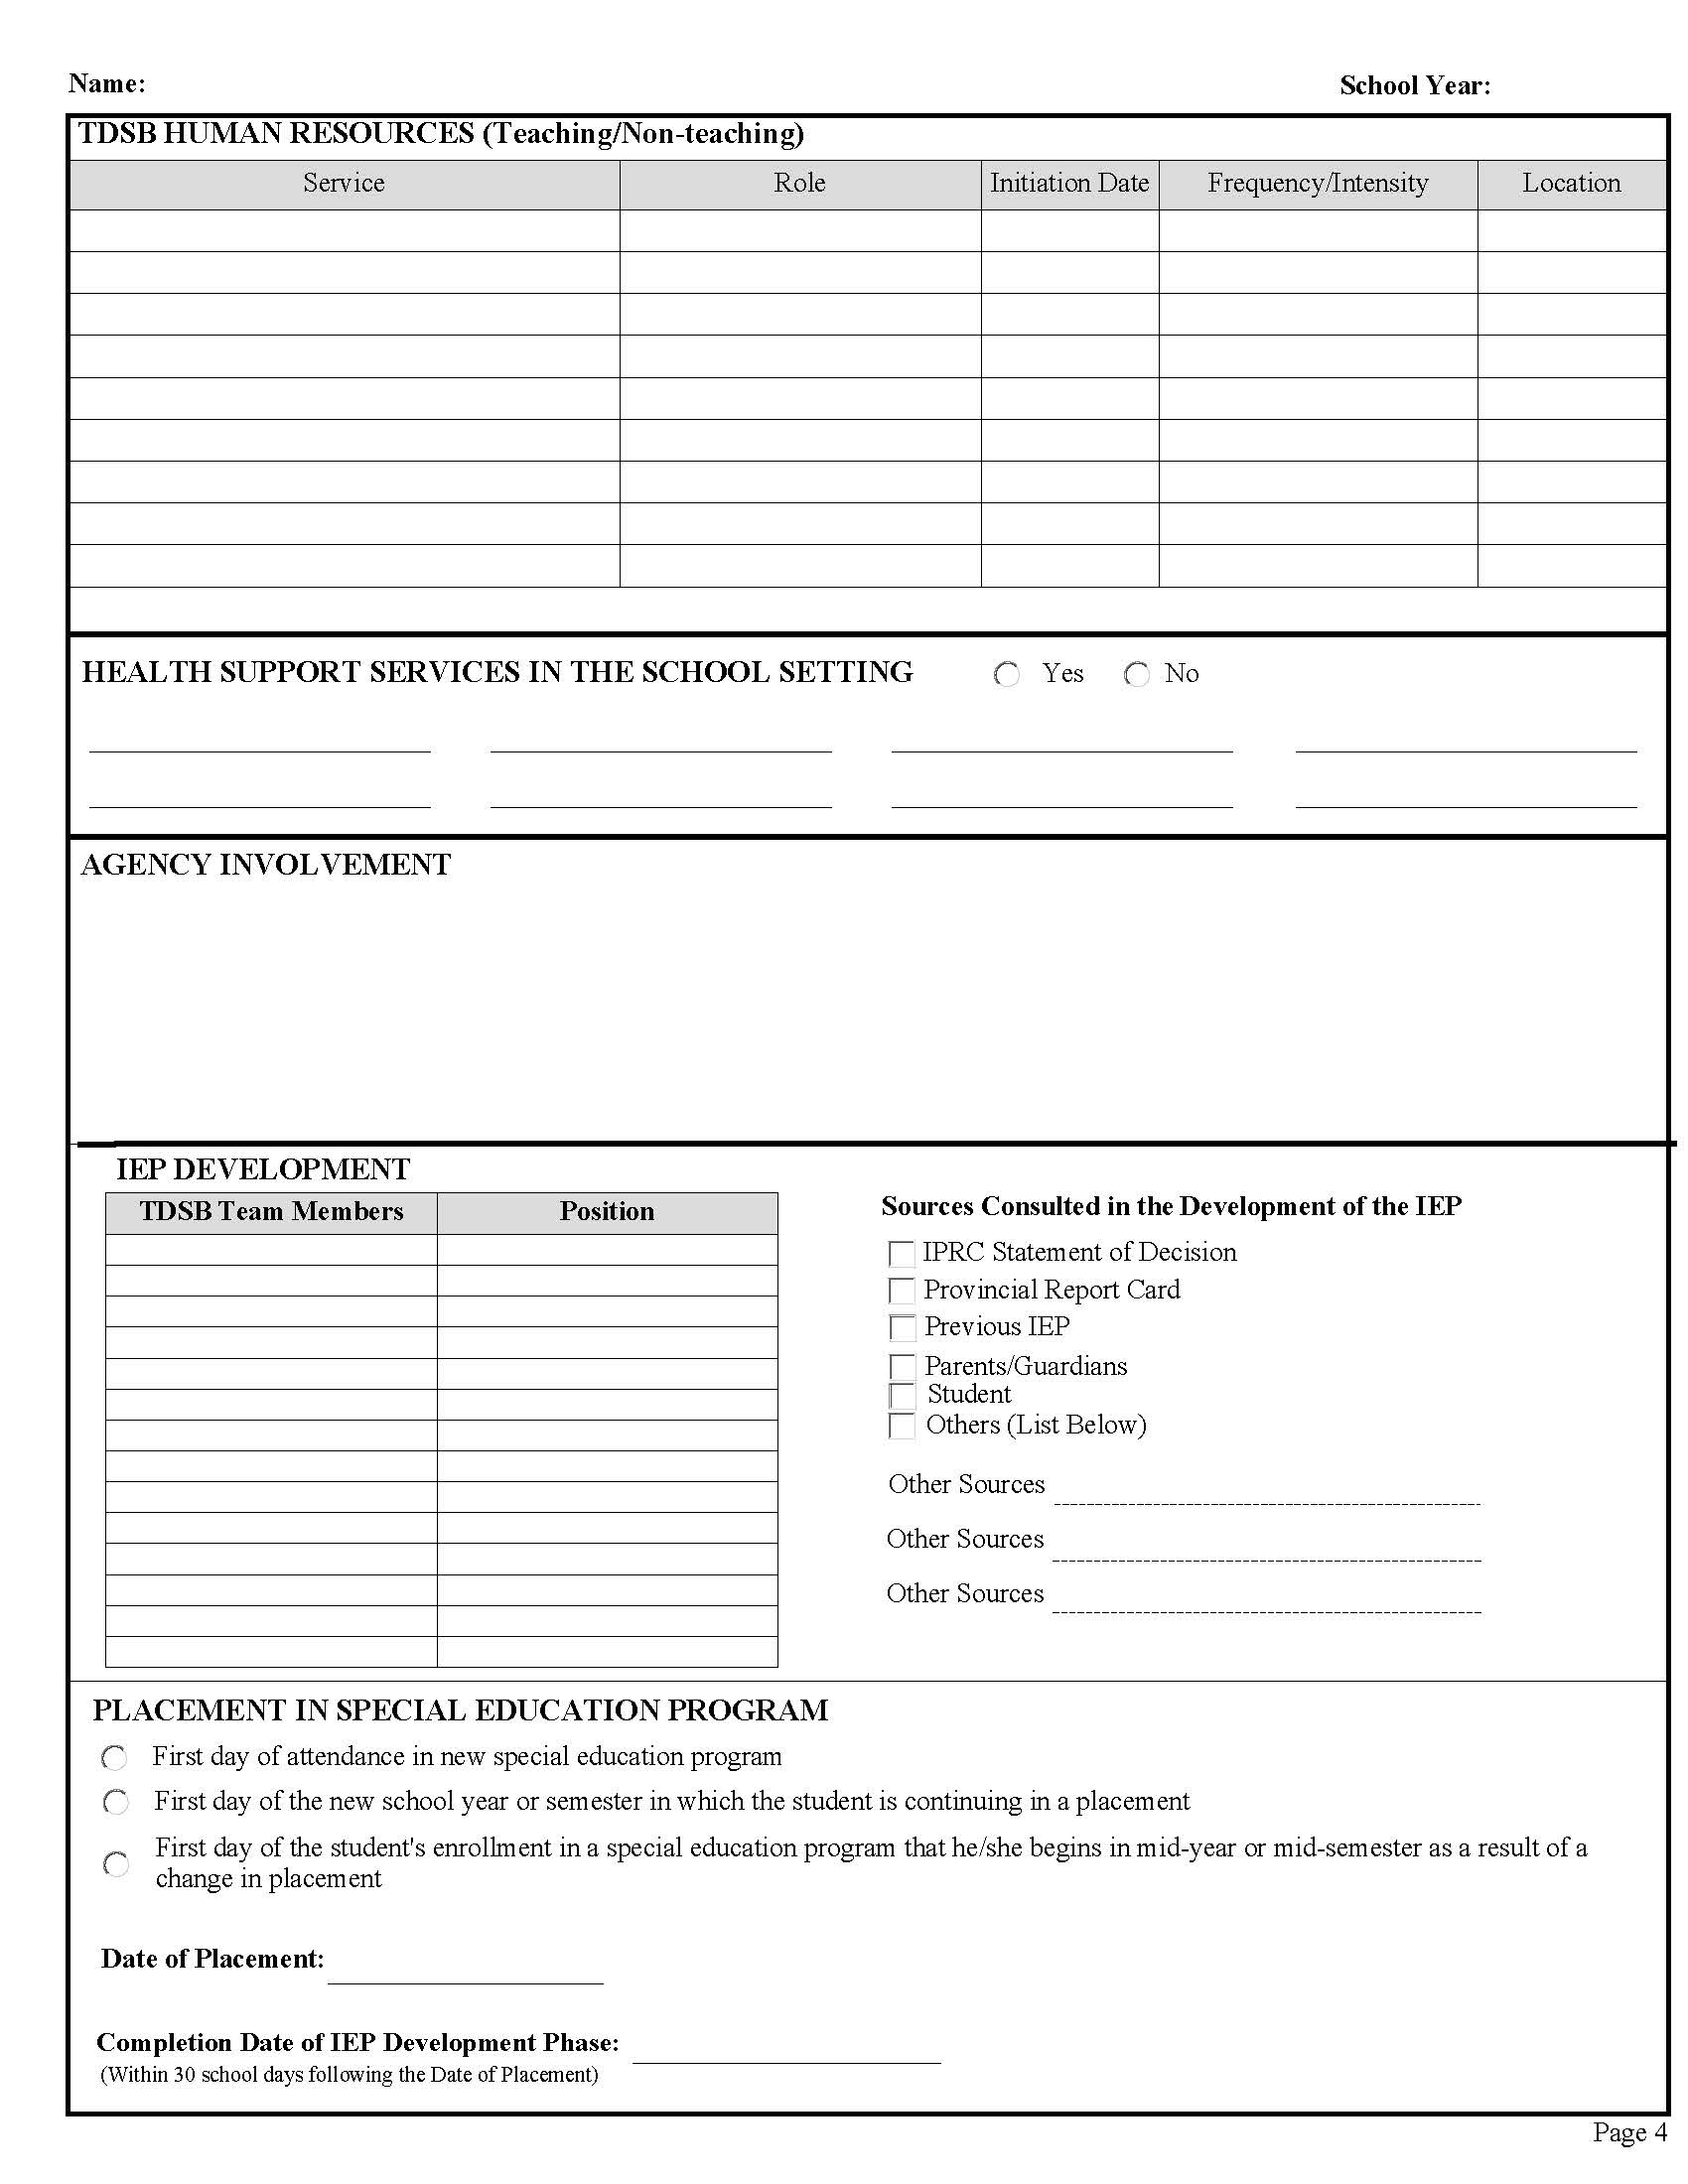 Name:
School Year:
TDSB HUMAN RESOURCES (Teaching/Non-teaching)
Service Role Initiation Date Frequency/Intensity Location
HEALTH SUPPORT SERVICES IN THE SCHOOL SETTING Yes No
AGENCY INVOLVEMENT
IEP DEVELOPMENT
TDSB Team Members Position
Sources Consulted in the Development of the IEP
IPRC Statement of Decision
Provincial Report Card
Previous IEP
Parents/Guardians
Student
Others (List Below)
Other Sources
Other Sources
Other Sources
PLACEMENT IN SPECIAL EDUCATION PROGRAM
First day of attendance in new special education program
First day of the new school year or semester in which the student is continuing in a placement
First day of the student's enrollment in a special education program that he/she begins in mid-year or mid-semester as a result of a
change in placement
Date of Placement:
Completion Date of IEP Development Phase:
(Within 30 school days following the Date of Placement)
Page 4